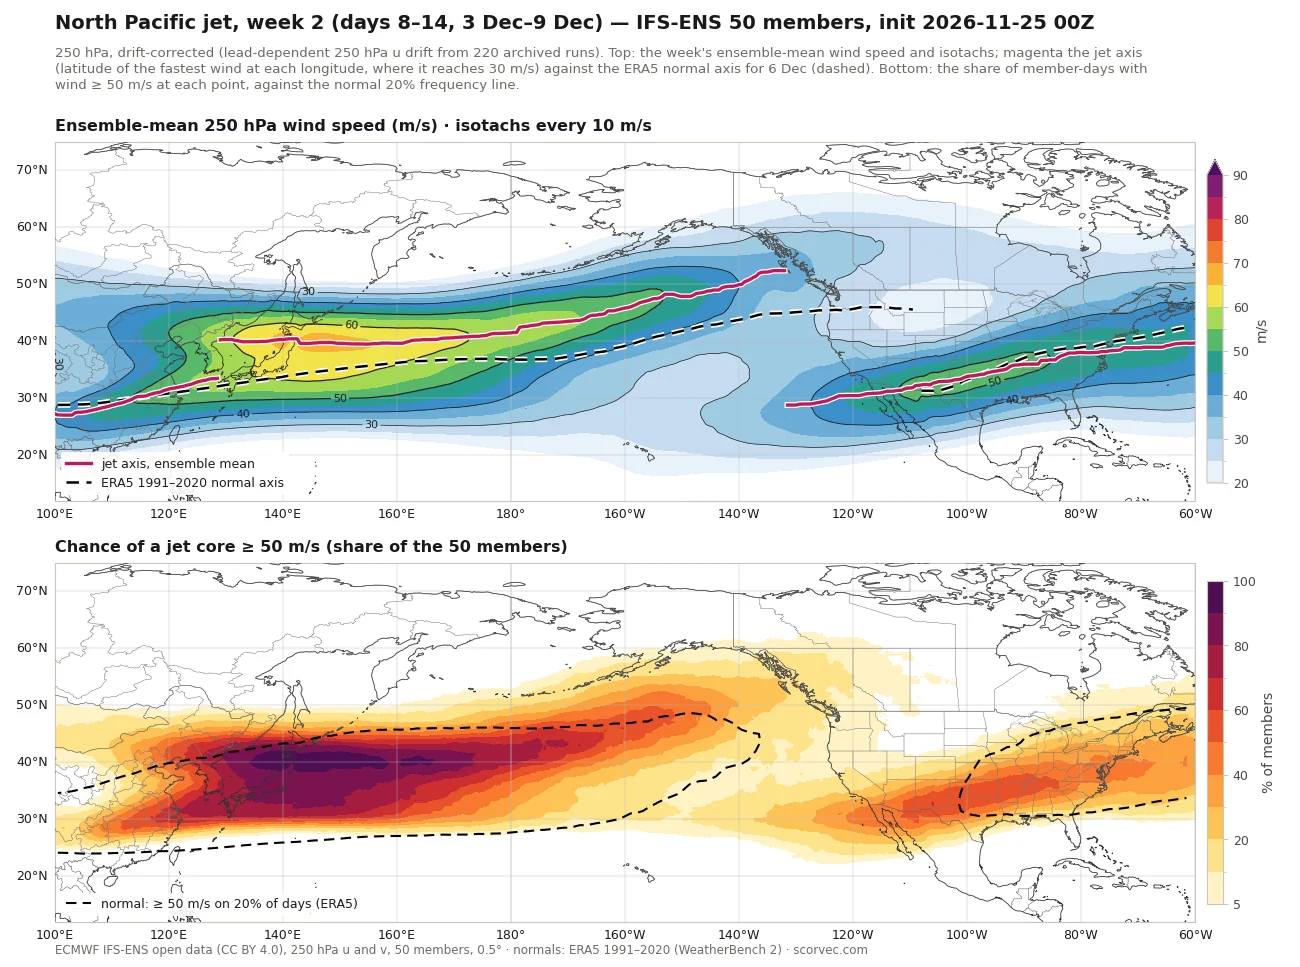 North Pacific jet, week 2 (days 8–14, 3 Dec–9 Dec) — IFS-ENS 50 members, init 2026-11-25 00Z
250 hPa, drift-corrected (lead-dependent 250 hPa u drift from 220 archived runs). Top: the week's ensemble-mean wind speed and isotachs; magenta the jet axis
(latitude of the fastest wind at each longitude, where it reaches 30 m/s) against the ERA5 normal axis for 6 Dec (dashed). Bottom: the share of member-days with
wind ≥ 50 m/s at each point, against the normal 20% frequency line.
Ensemble-mean 250 hPa wind speed (m/s) · isotachs every 10 m/s
70°N
60°N
50°N
40°N
30°N
20°N
30
60
50
40
30
30
50
40
jet axis, ensemble mean
ERA5 1991–2020 normal axis
100°E 120°E 140°E 160°E 180° 160°W 140°W 120°W 100°W 80°W 60°W
90
80
70
60
50
40
30
20
m/s
Chance of a jet core ≥ 50 m/s (share of the 50 members)
70°N
60°N
50°N
40°N
30°N
20°N
normal: ≥ 50 m/s on 20% of days (ERA5)
100°E 120°E 140°E 160°E 180° 160°W 140°W 120°W 100°W 80°W 60°W
100
80
60
40
20
5
% of members
ECMWF IFS-ENS open data (CC BY 4.0), 250 hPa u and v, 50 members, 0.5° · normals: ERA5 1991–2020 (WeatherBench 2) · scorvec.com